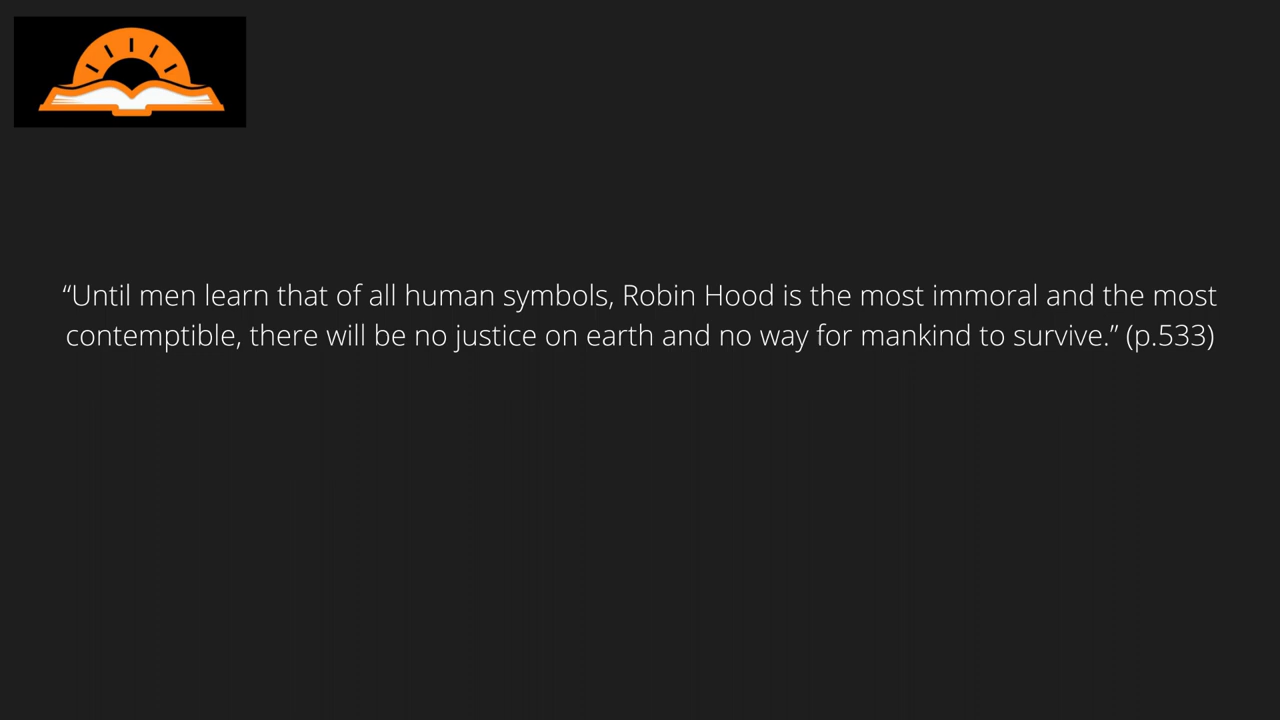 “Until men learn that of all human symbols, Robin Hood is the most immoral and the most
contemptible, there will be no justice on earth and no way for mankind to survive.” (p.533)